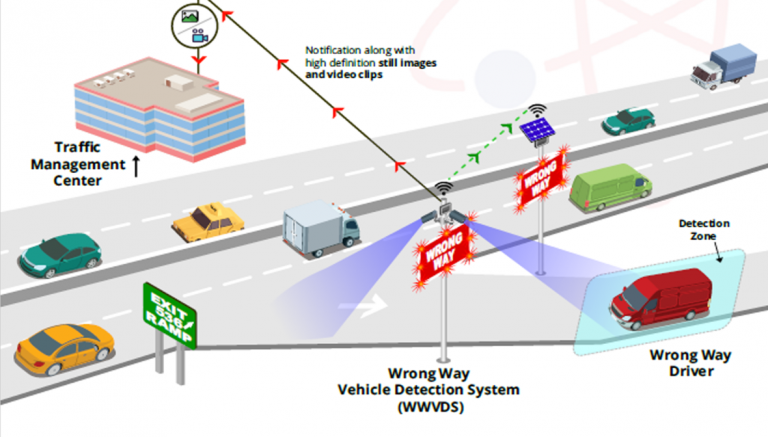 Notification along with
high definition still images
and video clips
Traffic
Management
Center
WRONG
WAY
Detection
Zone
WRONG
WAY
EXIT
536/
RAMP
Wrong Way
Driver
Wrong Way
Vehicle Detection System
(WWVDS)